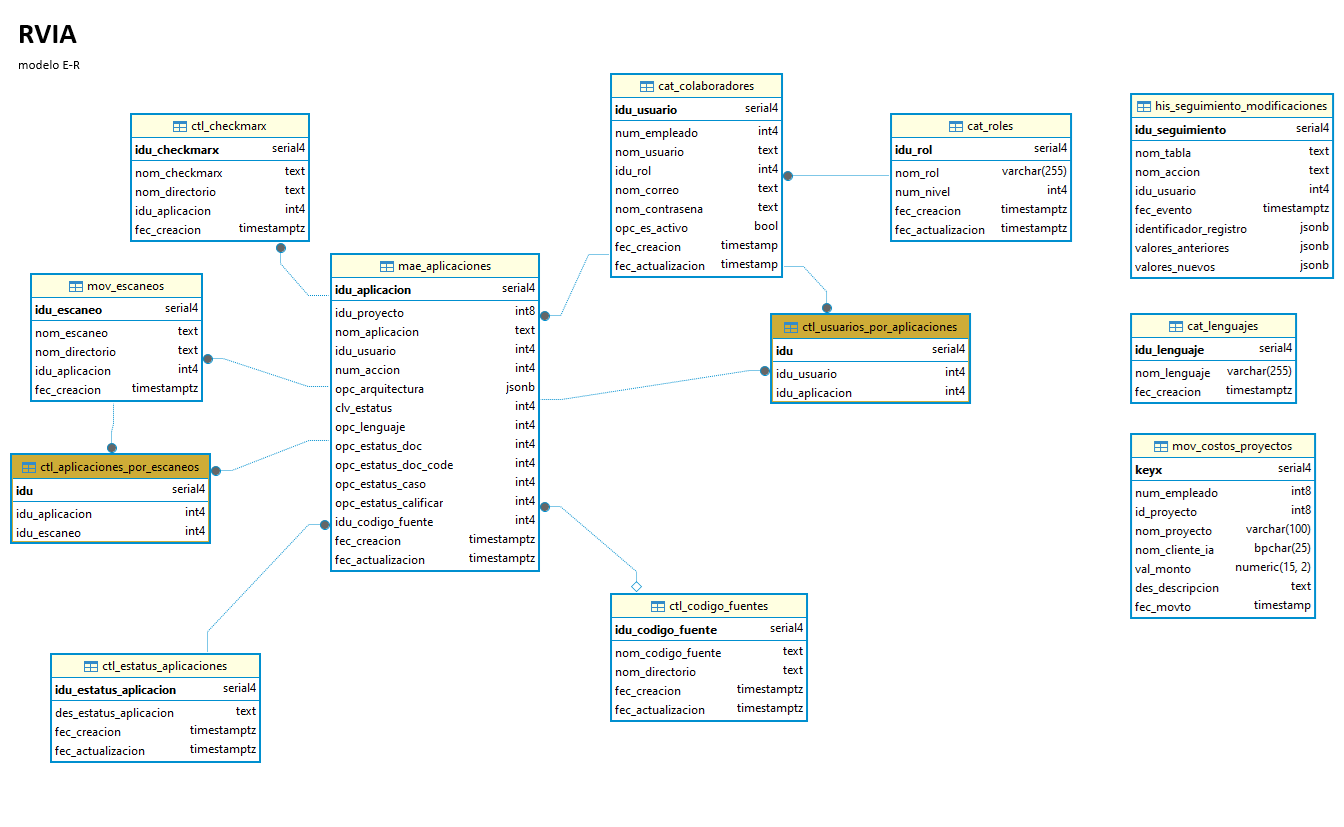 RVIA
modelo E-R
ctl_checkmarx
idu_checkmarx serial4
nom_checkmarx text
nom_directorio text
idu_aplicacion int4
fec_creacion timestamptz
mov_escaneos
idu_escaneo serial4
nom_escaneo text
nom_directorio text
idu_aplicacion int4
fec_creacion timestamptz
ctl_aplicaciones_por_escaneos
idu serial4
idu_aplicacion int4
idu_escaneo int4
ctl_estatus_aplicaciones
idu_estatus_aplicacion serial4
des_estatus_aplicacion text
fec_creacion timestamptz
fec_actualizacion timestamptz
mae_aplicaciones
idu_aplicacion serial4
idu_proyecto int8
nom_aplicacion text
idu_usuario int4
num_accion int4
opc_arquitectura jsonb
clv_estatus int4
opc_lenguaje int4
opc_estatus_doc int4
opc_estatus_doc_code int4
opc_estatus_caso int4
opc_estatus_calificar int4
idu_codigo_fuente int4
fec_creacion timestamptz
fec_actualizacion timestamptz
cat_colaboradores
idu_usuario serial4
num_empleado int4
nom_usuario text
idu_rol int4
nom_correo text
nom_contrasena text
opc_es_activo bool
fec_creacion timestamp
fec_actualizacion timestamp
cat_roles
idu_rol serial4
nom_rol varchar(255)
num_nivel int4
fec_creacion timestamptz
fec_actualizacion timestamptz
ctl_usuarios_por_aplicaciones
idu serial4
idu_usuario int4
idu_aplicacion int4
ctl_codigo_fuentes
idu_codigo_fuente serial4
nom_codigo_fuente text
nom_directorio text
fec_creacion timestamptz
fec_actualizacion timestamptz
his_seguimiento_modificaciones
idu_seguimiento serial4
nom_tabla text
nom_accion text
idu_usuario int4
fec_evento timestamptz
identificador_registro jsonb
valores_anteriores jsonb
valores_nuevos jsonb
cat_lenguajes
idu_lenguaje serial4
nom_lenguaje varchar(255)
fec_creacion timestamptz
mov_costos_proyectos
keyx serial4
num_empleado int8
id_proyecto int8
nom_proyecto varchar(100)
nom_cliente_ia bpchar(25)
val_monto numeric(15, 2)
des_descripcion text
fec_movto timestamp